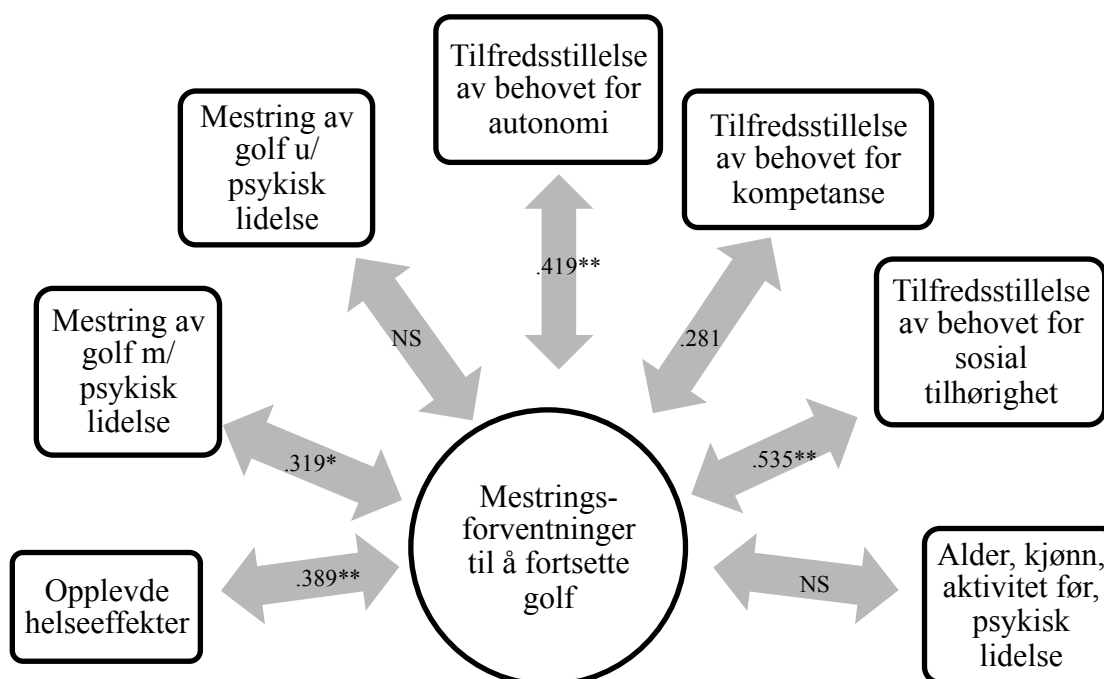 Tilfredsstillelse
av behovet for
autonomi
Mestring av
golf u/
psykisk
lidelse
Tilfredsstillelse
av behovet for
kompetanse
Mestring av
golf m/
psykisk
lidelse
Tilfredsstillelse
av behovet for
sosial
tilhørighet
Opplevde
helseeffekter
Alder, kjønn,
aktivitet før,
psykisk
lidelse
Mestrings-
forventninger
til å fortsette
golf
.419**
NS
.281
.319*
.535**
.389**
NS